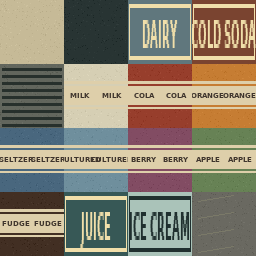 DAIRY COLD SODA
MILK MILK COLA COLA ORANGE ORANGE
SELTZER SELTZER CULTURE CULTURE BERRY BERRY APPLE APPLE
FUDGE FUDGE JUICE ICE CREAM